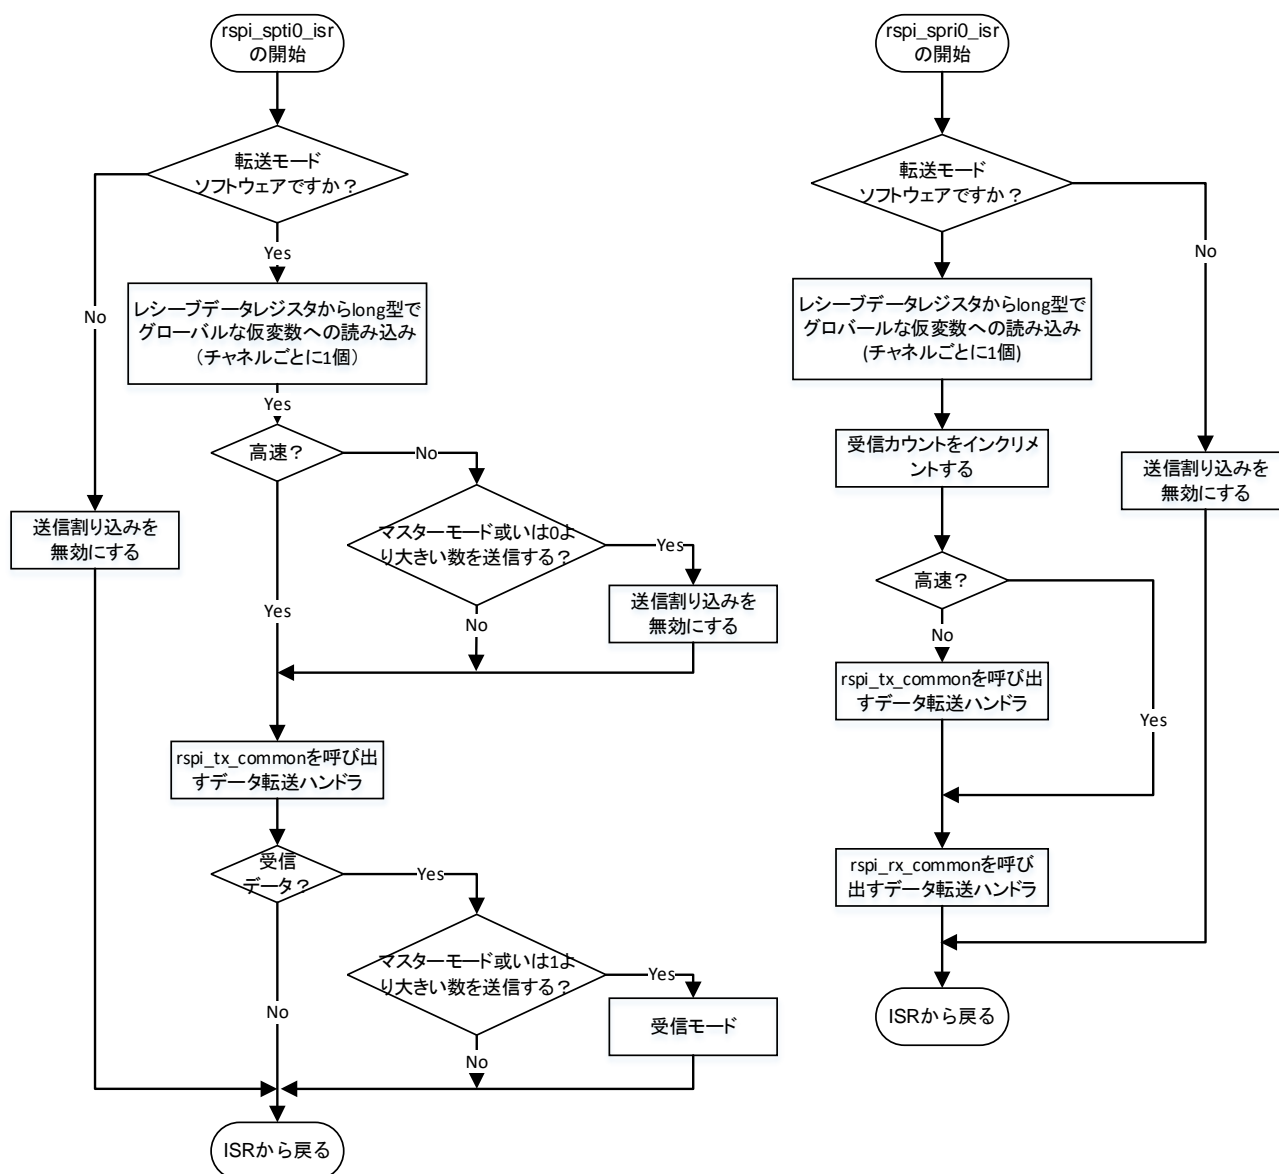 rspi_spti0_isr
の開始
転送モード
ソフトウェアですか？
Yes
No
レシーブデータレジスタからlong型で
グローバルな仮変数への読み込み
（チャネルごとに1個）
Yes
高速？
No
マスターモード或いは0よ
り大きい数を送信する？
Yes
送信割り込みを
無効にする
送信割り込みを
無効にする
Yes
No
rspi_tx_commonを呼び出
すデータ転送ハンドラ
受信
データ？
Yes
マスターモード或いは1よ
り大きい数を送信する？
Yes
受信モード
No
No
ISRから戻る
rspi_spri0_isr
の開始
転送モード
ソフトウェアですか？
No
レシーブデータレジスタからlong型で
グロバールな仮変数への読み込み
(チャネルごとに1個)
受信カウントをインクリメ
ントする
送信割り込みを
無効にする
高速？
No
rspi_tx_commonを呼び出
すデータ転送ハンドラ
Yes
rspi_rx_commonを呼び
出すデータ転送ハンドラ
ISRから戻る